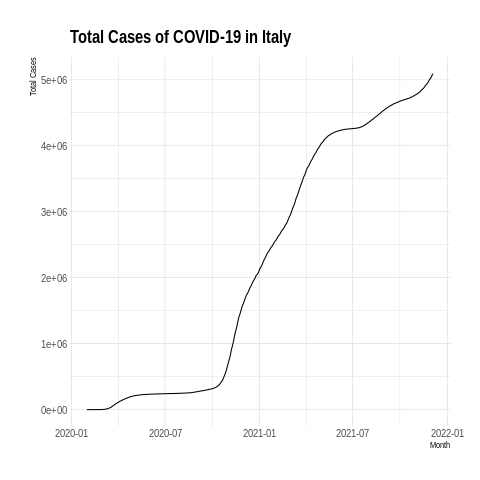 Total Cases of COVID-19 in Italy
Total Cases
5e+06
4e+06
3e+06
2e+06
1e+06
0e+00
2020-01 2020-07 2021-01 2021-07 2022-01
Month